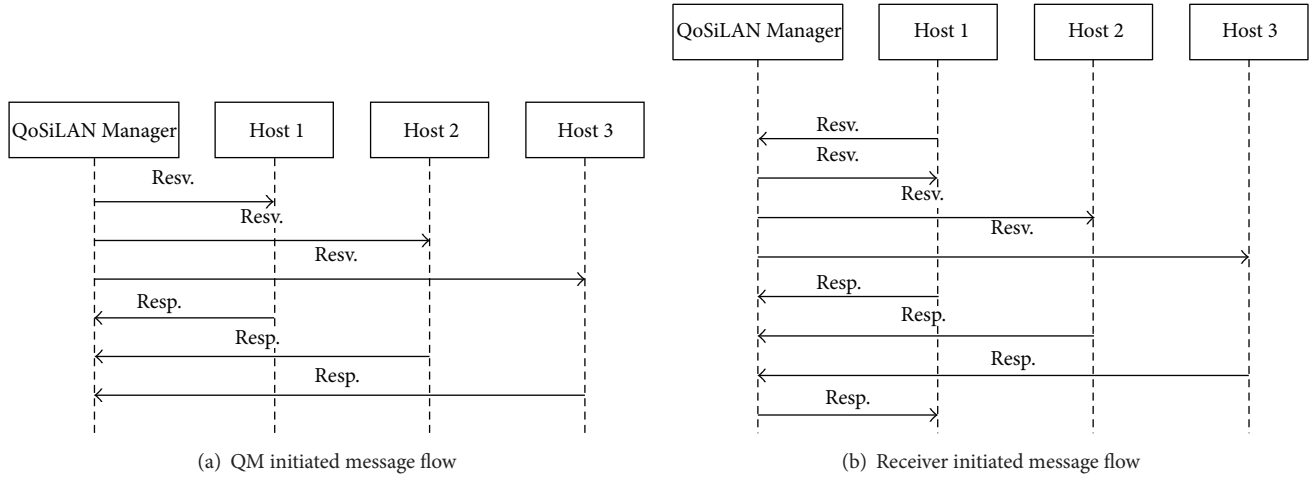 QoSiLAN Manager
Host 1
Host 2
Host 3
Resv.
Resv.
Resv.
Resp.
Resp.
Resp.
(a) QM initiated message flow
QoSiLAN Manager
Host 1
Host 2
Host 3
Resv.
Resv.
Resv.
Resv.
Resp.
Resp.
Resp.
Resp.
(b) Receiver initiated message flow